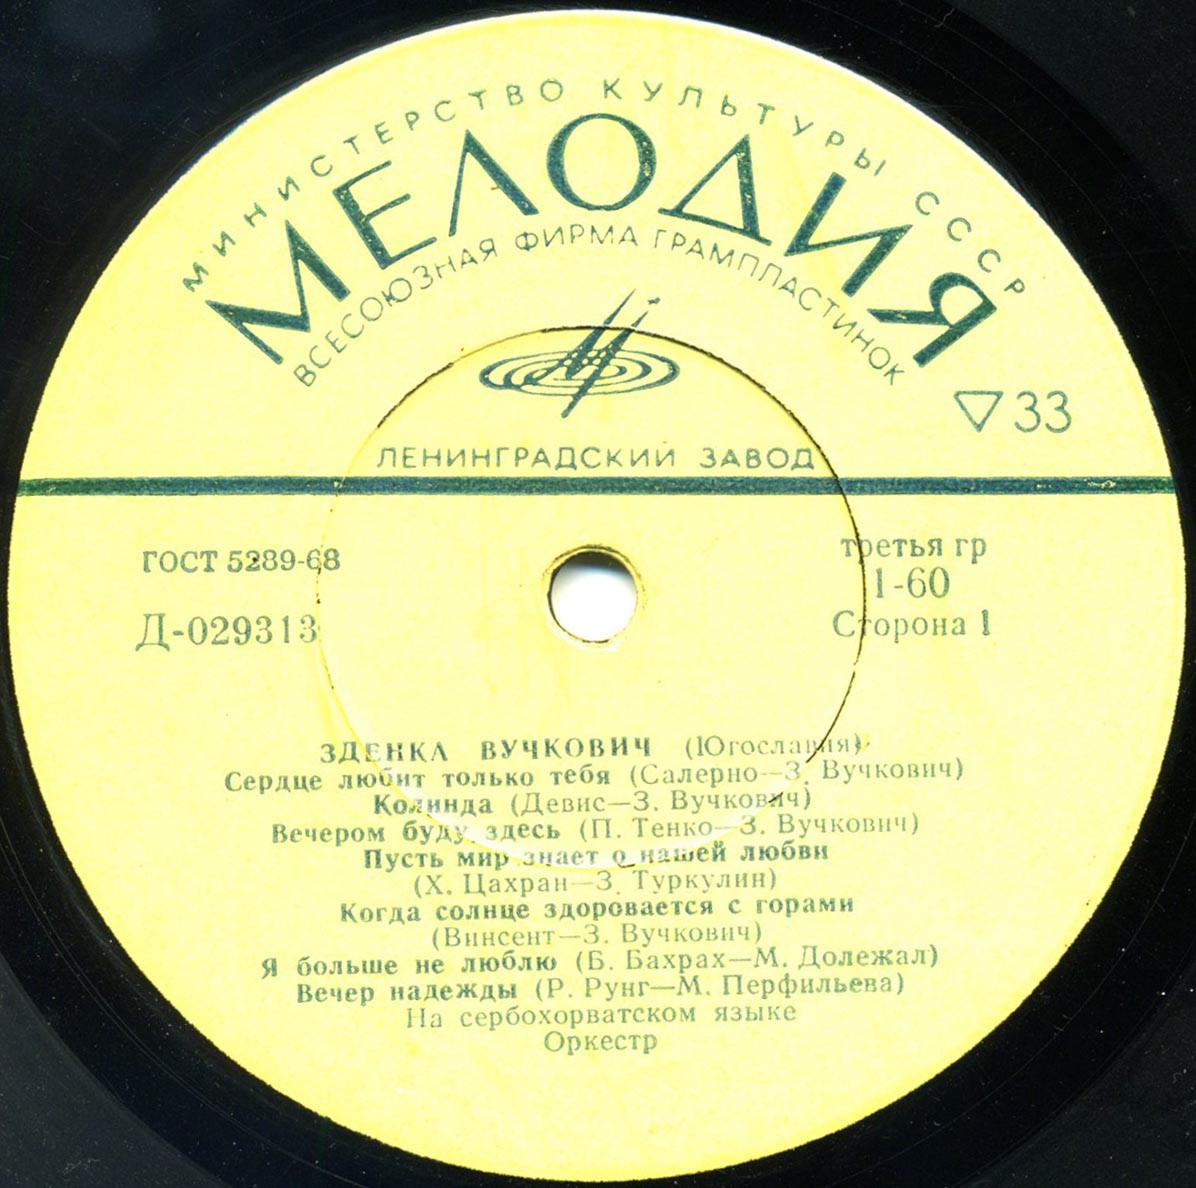 МИНИСТЕРСТВО КУЛЬТУРЫ СССР
МЕЛОДИЯ
ВСЕСОЮЗНАЯ ФИРМА ГРАМПЛАСТИНОК
33
ЛЕНИНГРАДСКИЙ ЗАВОД
ГОСТ 5289-68
Д-029313
третья гр
1-60
Сторона 1
ЗДЕНКА ВУЧКОВИЧ (Югославия)
Сердце любит только тебя (Салерно—З. Вучкович)
Колинда (Девис—З. Вучкович)
Вечером буду здесь (П. Тенко—З. Вучкович)
Пусть мир знает о нашей любви
(Х. Цахран—З. Туркулин)
Когда солнце здоровается с горами
(Винсент—З. Вучкович)
Я больше не люблю (Б. Бахрах—М. Долежал)
Вечер надежды (Р. Рунг—М. Перфильева)
На сербохорватском языке
Оркестр